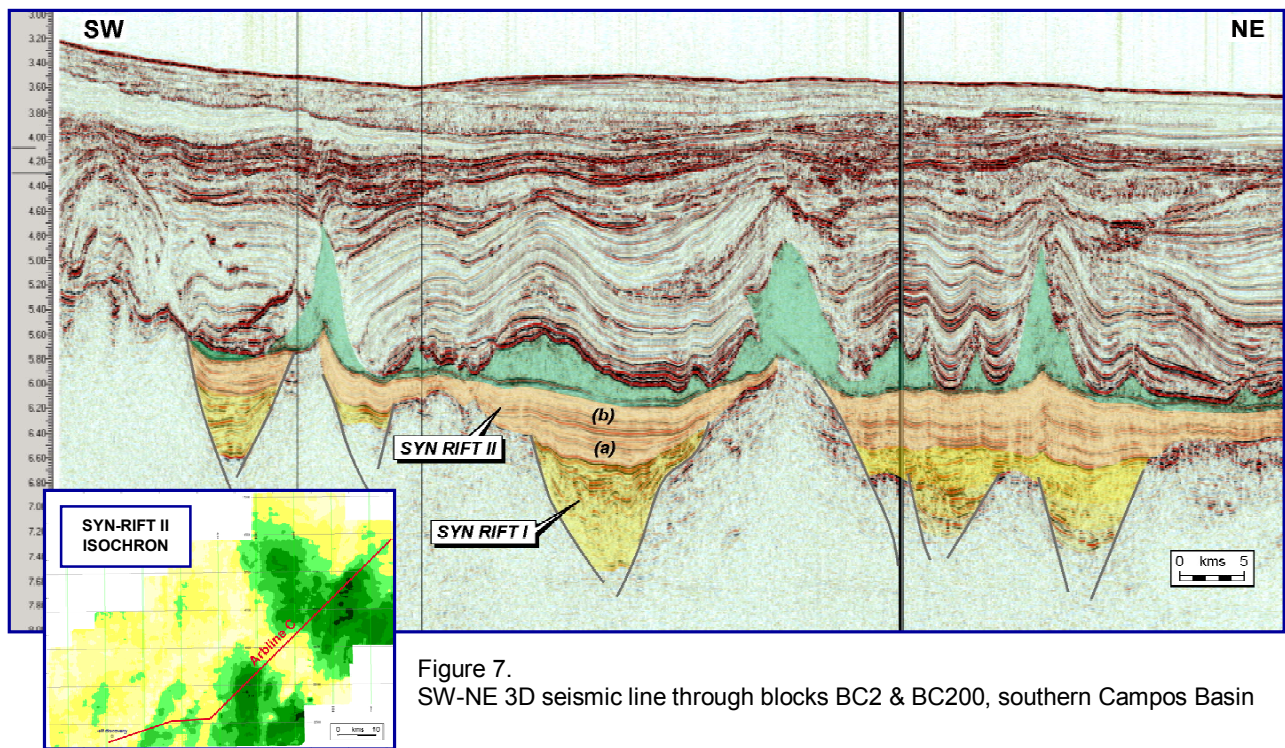 SW
NE
3.00
3.20
3.40
3.60
3.80
4.00
4.20
4.40
4.60
4.80
5.00
5.20
5.40
5.60
5.80
6.00
6.20
6.40
6.60
6.80
7.00
7.20
7.40
7.60
7.80
(b)
(a)
SYN RIFT II
SYN RIFT I
0 kms 5
SYN-RIFT II
ISOCHRON
Arbline C
0 kms 10
Figure 7.
SW-NE 3D seismic line through blocks BC2 & BC200, southern Campos Basin